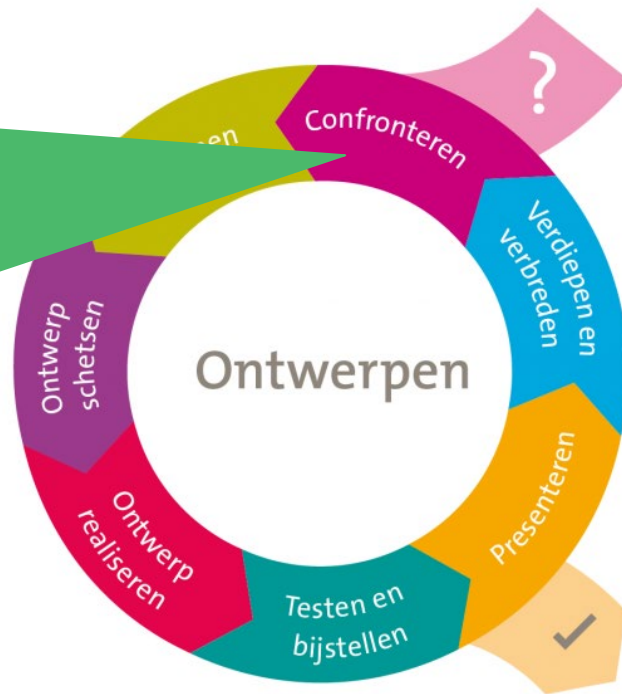 ?
Confronteren
Verdiepen en
verbreden
Ontwerpen
Ontwerp
schetsen
Presenteren
Ontwerp
realiseren
Testen en
bijstellen